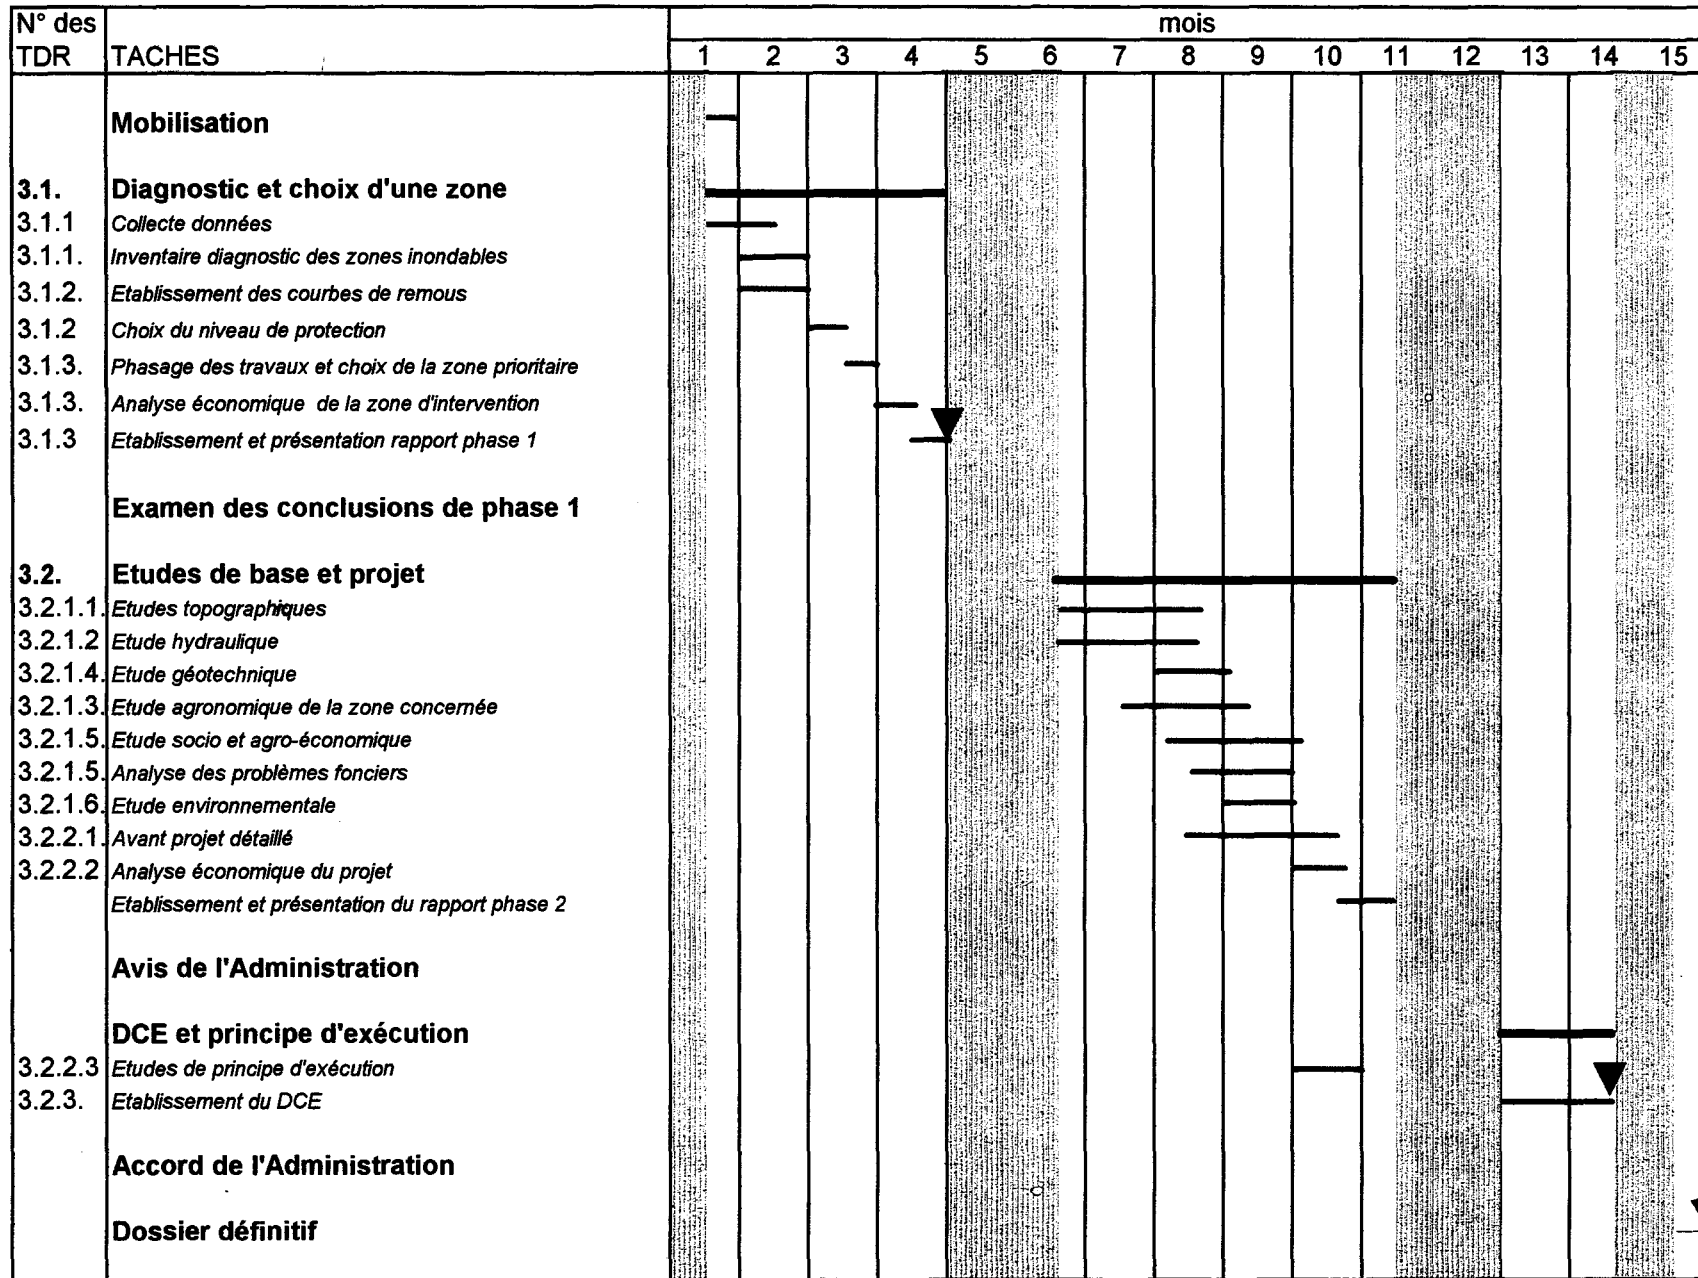 N° des mois
TDR TACHES 1 2 3 4 5 6 7 8 9 10 11 12 13 14 15
Mobilisation
3.1. Diagnostic et choix d'une zone
3.1.1 Collecte données
3.1.1. Inventaire diagnostic des zones inondables
3.1.2. Etablissement des courbes de remous
3.1.2 Choix du niveau de protection
3.1.3. Phasage des travaux et choix de la zone prioritaire
3.1.3. Analyse économique de la zone d'intervention
3.1.3 Etablissement et présentation rapport phase 1
Examen des conclusions de phase 1
3.2. Etudes de base et projet
3.2.1.1. Etudes topographiques
3.2.1.2 Etude hydraulique
3.2.1.4. Etude géotechnique
3.2.1.3. Etude agronomique de la zone concernée
3.2.1.5. Etude socio et agro-économique
3.2.1.5. Analyse des problèmes fonciers
3.2.1.6. Etude environnementale
3.2.2.1. Avant projet détaillé
3.2.2.2 Analyse économique du projet
Etablissement et présentation du rapport phase 2
Avis de l'Administration
DCE et principe d'exécution
3.2.2.3 Etudes de principe d'exécution
3.2.3. Etablissement du DCE
Accord de l'Administration
Dossier définitif